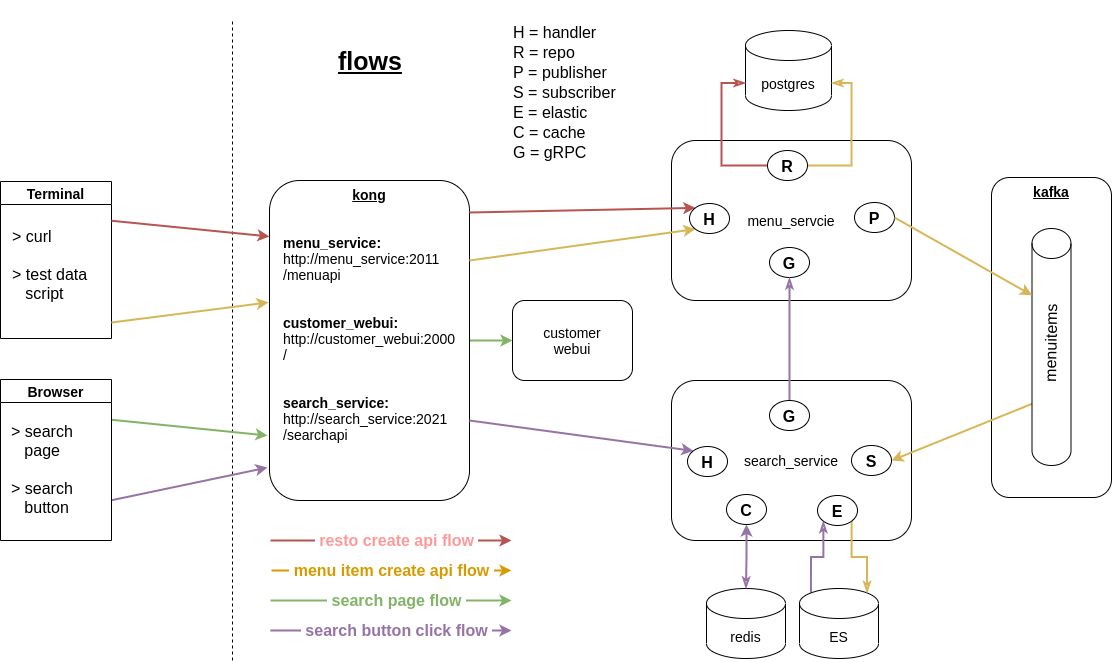 flows
H = handler
R = repo
P = publisher
S = subscriber
E = elastic
C = cache
G = gRPC
Terminal
> curl
> test data
script
Browser
> search
page
> search
button
kong
menu_service:
http://menu_service:2011
/menuapi
customer_webui:
http://customer_webui:2000
/
search_service:
http://search_service:2021
/searchapi
customer
webui
postgres
R
H
menu_servcie
P
G
kafka
menuitems
G
H
search_service
S
C
E
redis
ES
resto create api flow
menu item create api flow
search page flow
search button click flow